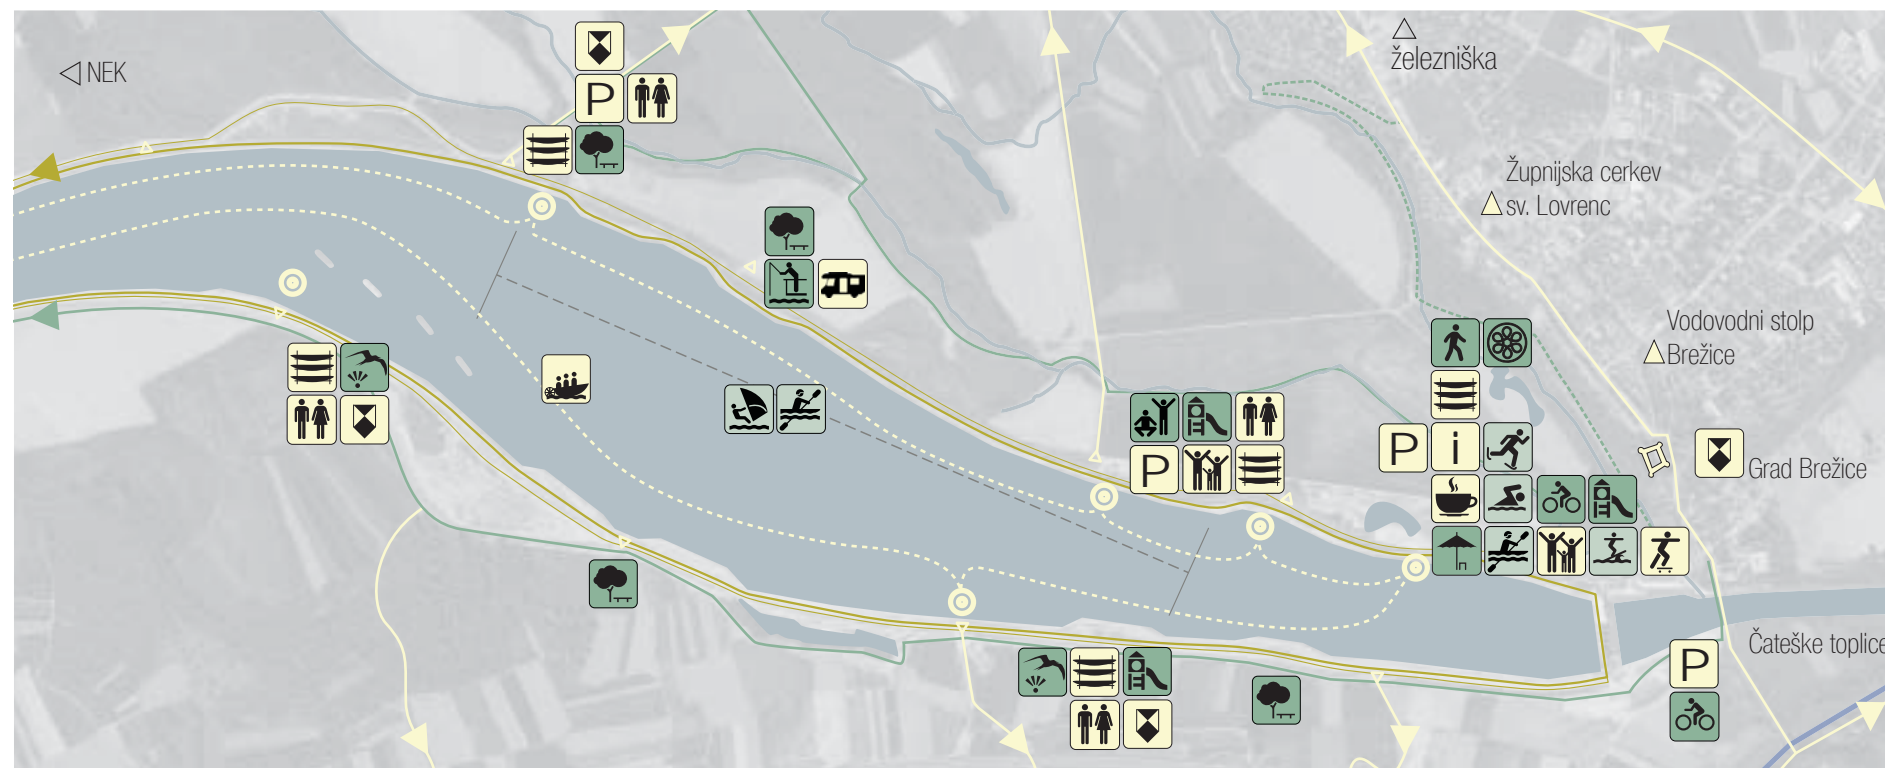 NEK
železniška
P
Župnijska cerkev
sv. Lovrenc
Vodovodni stolp
Brežice
P
P i
Grad Brežice
Čateške toplice
P